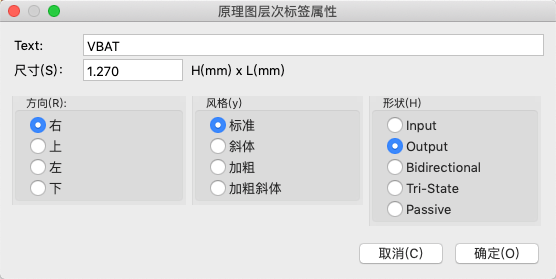 原理图层次标签属性
Text: VBAT
尺寸(S): 1.270 H(mm) x L(mm)
方向(R): 风格(y) 形状(H)
右 标准 Input
上 斜体 Output
左 加粗 Bidirectional
下 加粗斜体 Tri-State
Passive
取消(C) 确定(O)